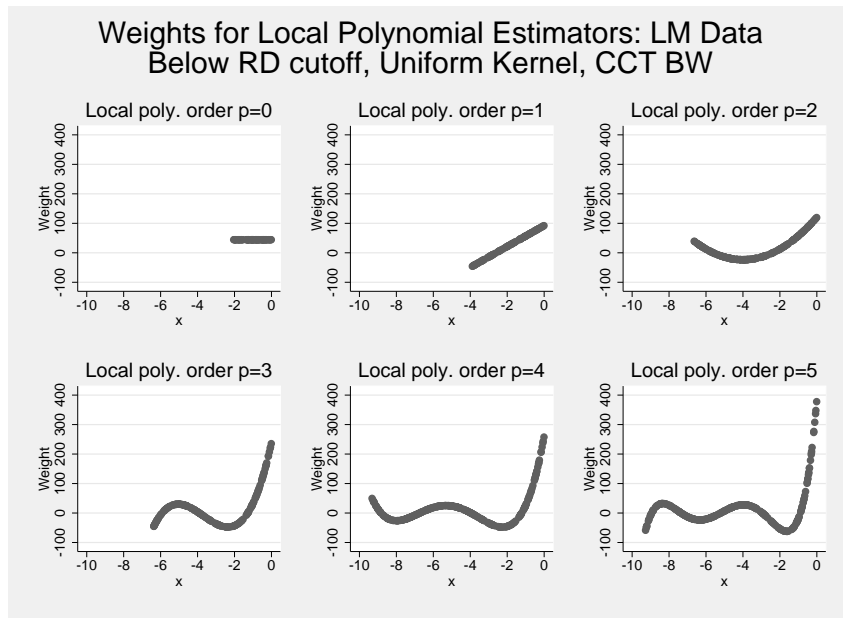 Weights for Local Polynomial Estimators: LM Data
Below RD cutoff, Uniform Kernel, CCT BW
Local poly. order p=0
Weight
400
300
200
100
0
-100
-10 -8 -6 -4 -2 0
x
Local poly. order p=1
Weight
400
300
200
100
0
-100
-10 -8 -6 -4 -2 0
x
Local poly. order p=2
Weight
400
300
200
100
0
-100
-10 -8 -6 -4 -2 0
x
Local poly. order p=3
Weight
400
300
200
100
0
-100
-10 -8 -6 -4 -2 0
x
Local poly. order p=4
Weight
400
300
200
100
0
-100
-10 -8 -6 -4 -2 0
x
Local poly. order p=5
Weight
400
300
200
100
0
-100
-10 -8 -6 -4 -2 0
x